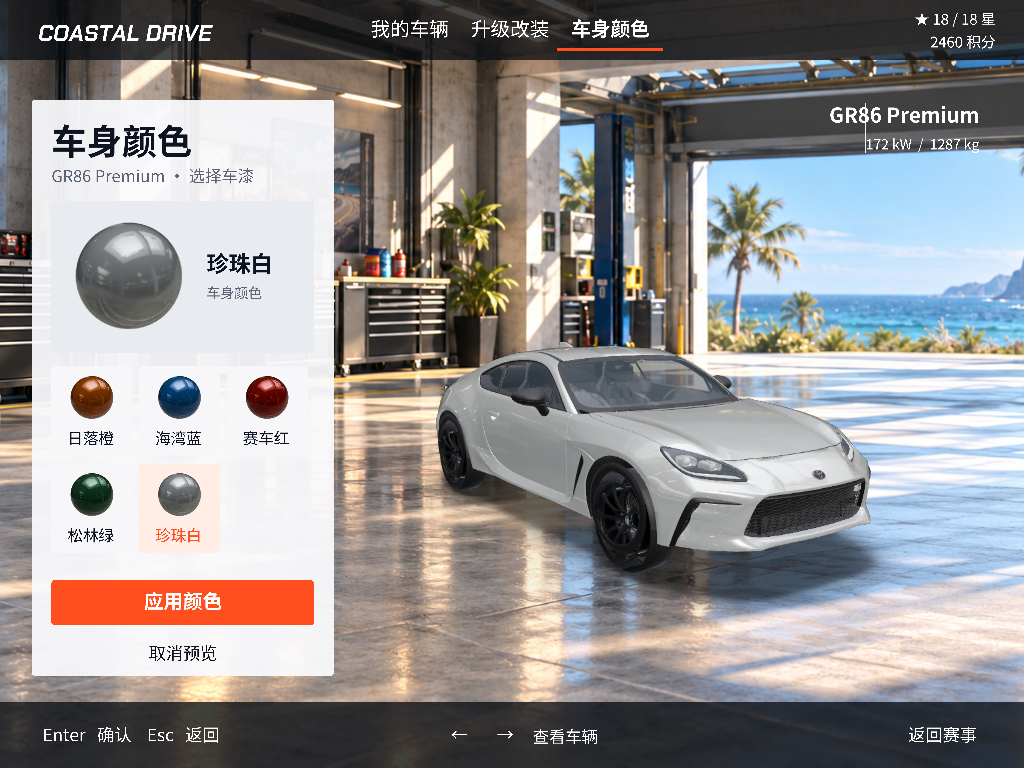 COASTAL DRIVE
我的车辆 升级改装 车身颜色
★ 18 / 18 星
2460 积分
GR86 Premium
172 kW / 1287 kg
车身颜色
GR86 Premium • 选择车漆
珍珠白
车身颜色
日落橙 海湾蓝 赛车红
松林绿 珍珠白
应用颜色
取消预览
Enter 确认 Esc 返回
← → 查看车辆
返回赛事